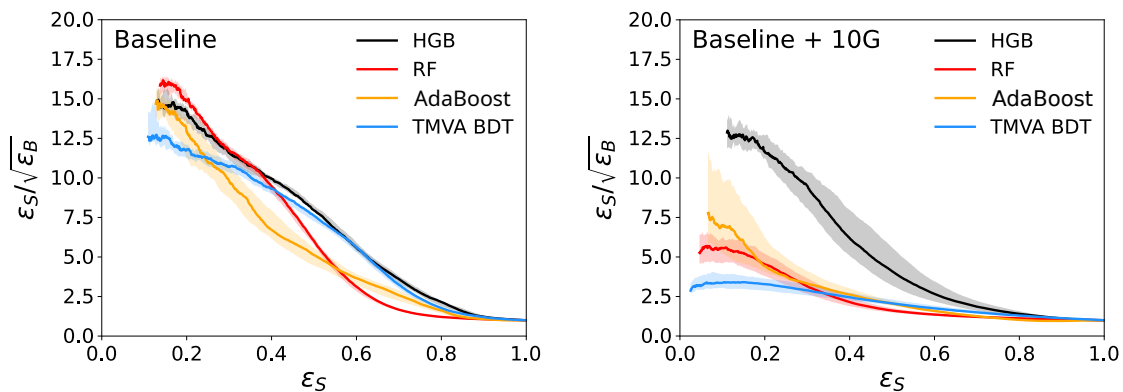 Baseline
HGB
RF
AdaBoost
TMVA BDT
20.0
17.5
15.0
12.5
10.0
7.5
5.0
2.5
0.0
εS/√εB
0.0 0.2 0.4 0.6 0.8 1.0
εS
Baseline + 10G
HGB
RF
AdaBoost
TMVA BDT
20.0
17.5
15.0
12.5
10.0
7.5
5.0
2.5
0.0
εS/√εB
0.0 0.2 0.4 0.6 0.8 1.0
εS